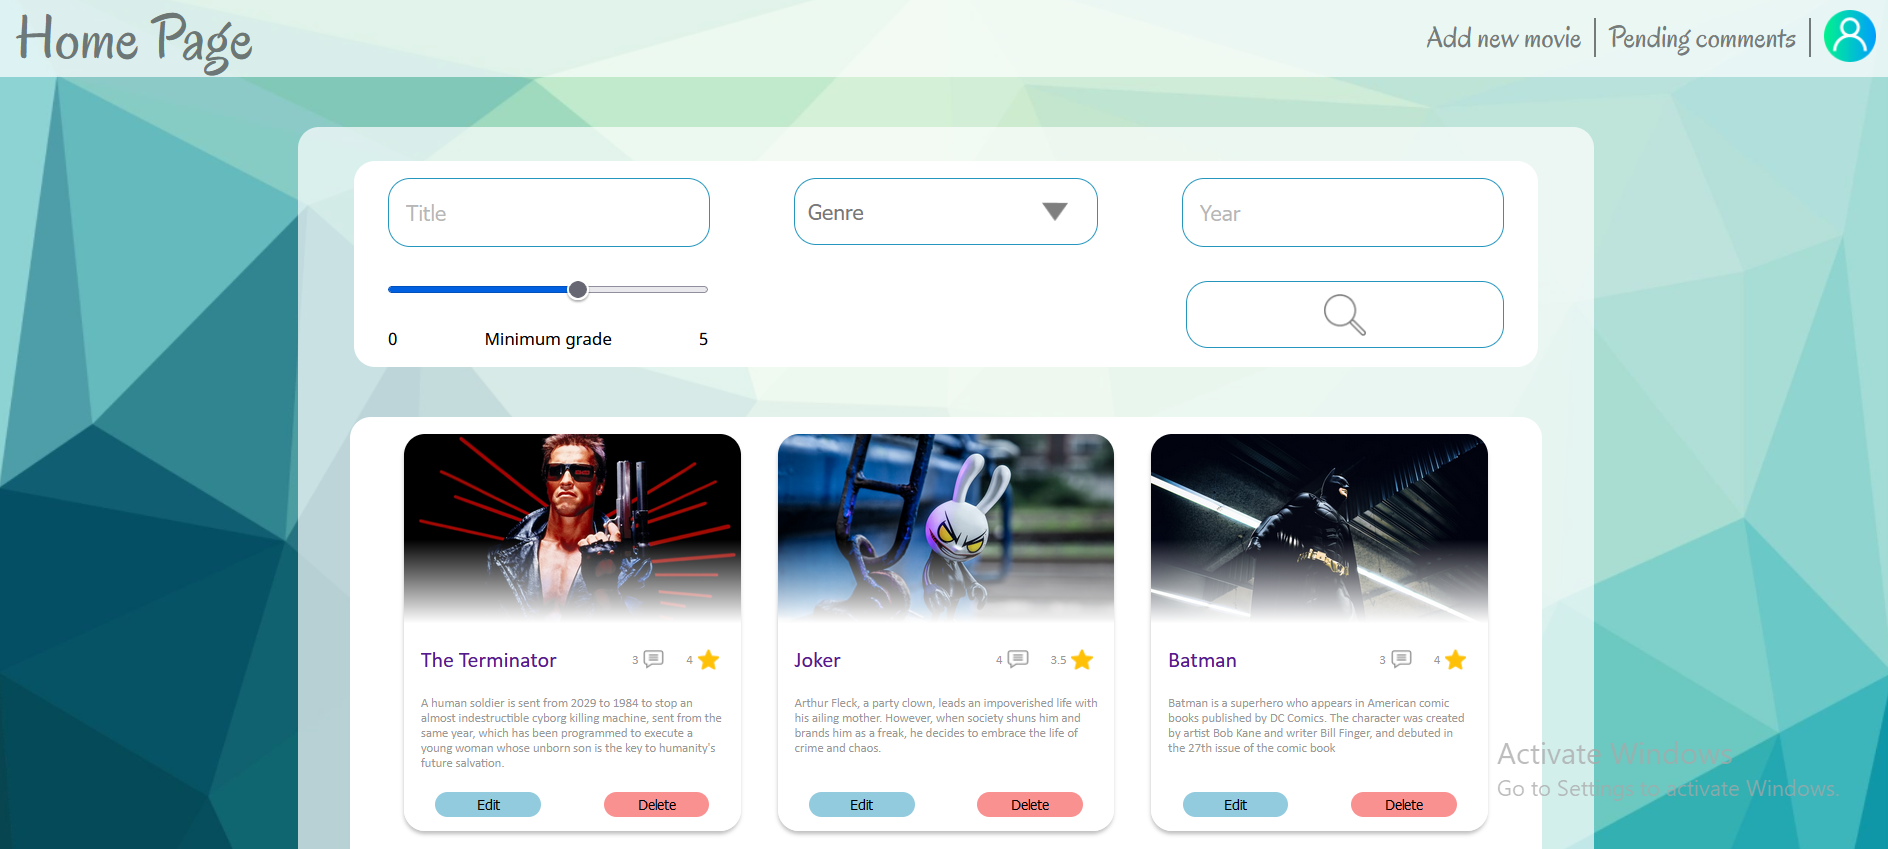 Home Page
Add new movie
Pending comments
Title
Genre
Year
0
Minimum grade
5
The Terminator
3
4
A human soldier is sent from 2029 to 1984 to stop an
almost indestructible cyborg killing machine, sent from the
same year, which has been programmed to execute a
young woman whose unborn son is the key to humanity's
future salvation.
Edit
Delete
Joker
4
3.5
Arthur Fleck, a party clown, leads an impoverished life with
his ailing mother. However, when society shuns him and
brands him as a freak, he decides to embrace the life of
crime and chaos.
Edit
Delete
Batman
3
4
Batman is a superhero who appears in American comic
books published by DC Comics. The character was created
by artist Bob Kane and writer Bill Finger, and debuted in
the 27th issue of the comic book
Edit
Delete
Activate Windows
Go to Settings to activate Windows.